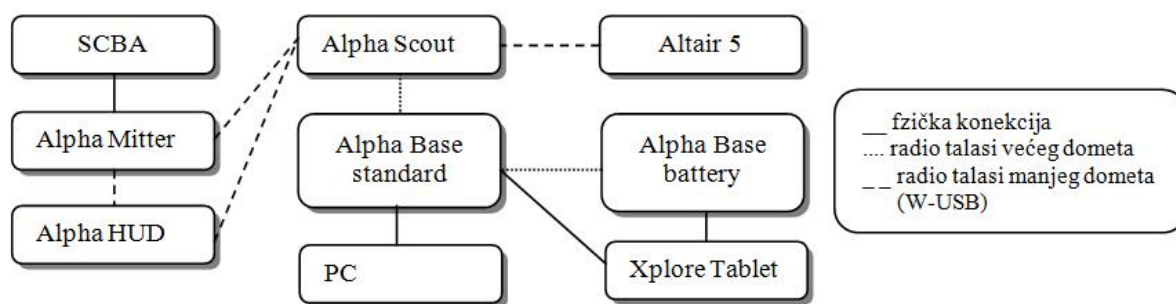 SCBA
Alpha Scout
Altair 5
Alpha Mitter
Alpha Base
standard
Alpha Base
battery
Alpha HUD
PC
Xplore Tablet
__ fzička konekcija
.... radio talasi većeg dometa
_ _ radio talasi manjeg dometa
(W-USB)